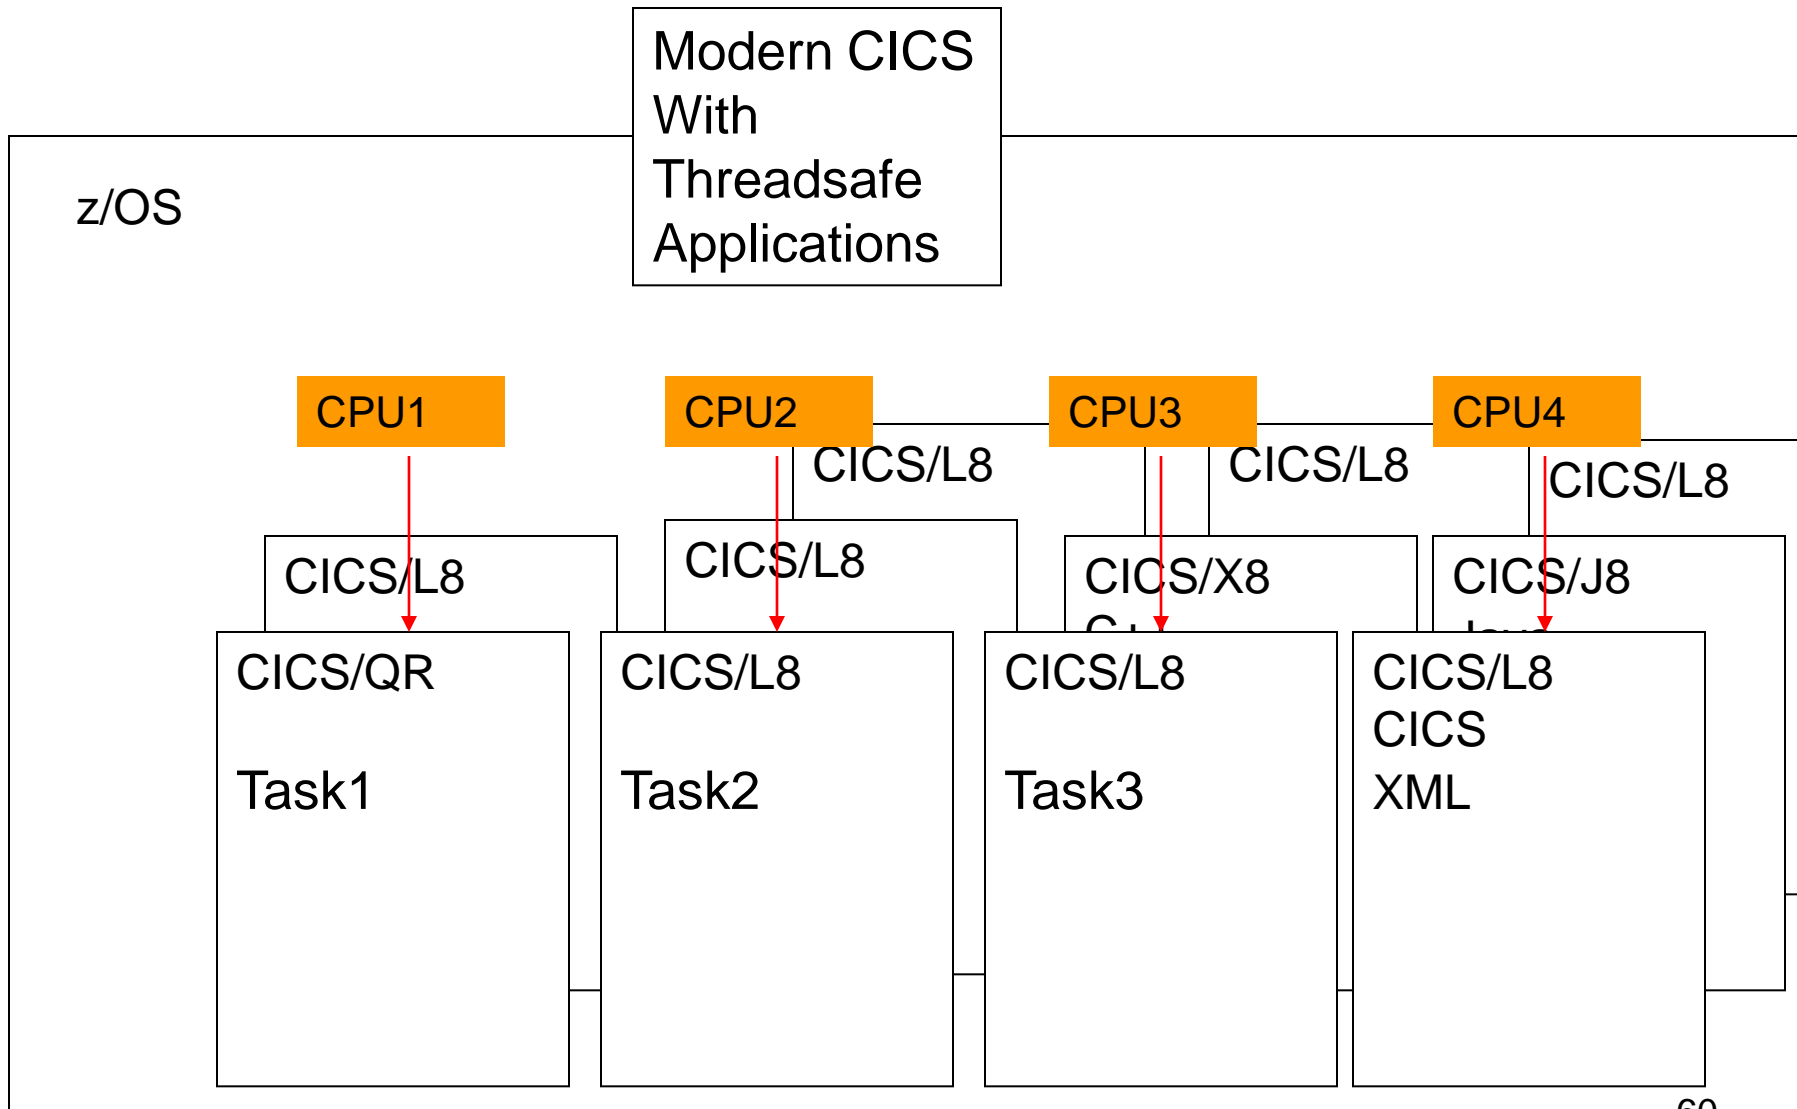 Modern CICS
With
Threadsafe
Applications
z/OS
CPU1
CPU2
CPU3
CPU4
CICS/L8
CICS/L8
CICS/L8
CICS/L8
CICS/L8
CICS/X8
CICS/J8
CICS/QR
Task1
CICS/L8
Task2
CICS/L8
Task3
CICS/L8
CICS
XML